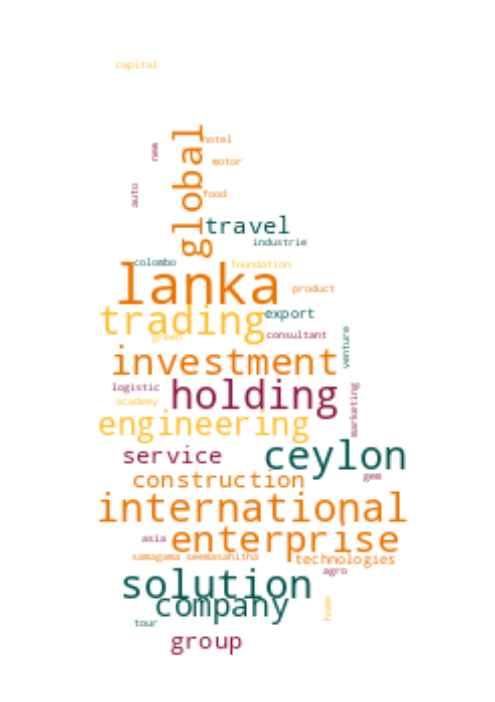 capital
hotel
new
motor
auto
global
food
travel
industrie
colombo
foundation
lanka
product
trading
export
green
consultant
venture
investment
logistic
holding
academy
marketing
engineering
service
ceylon
gem
construction
international
asia
enterprise
samagama seemasahitha
technologies
agro
solution
company
home
tour
group